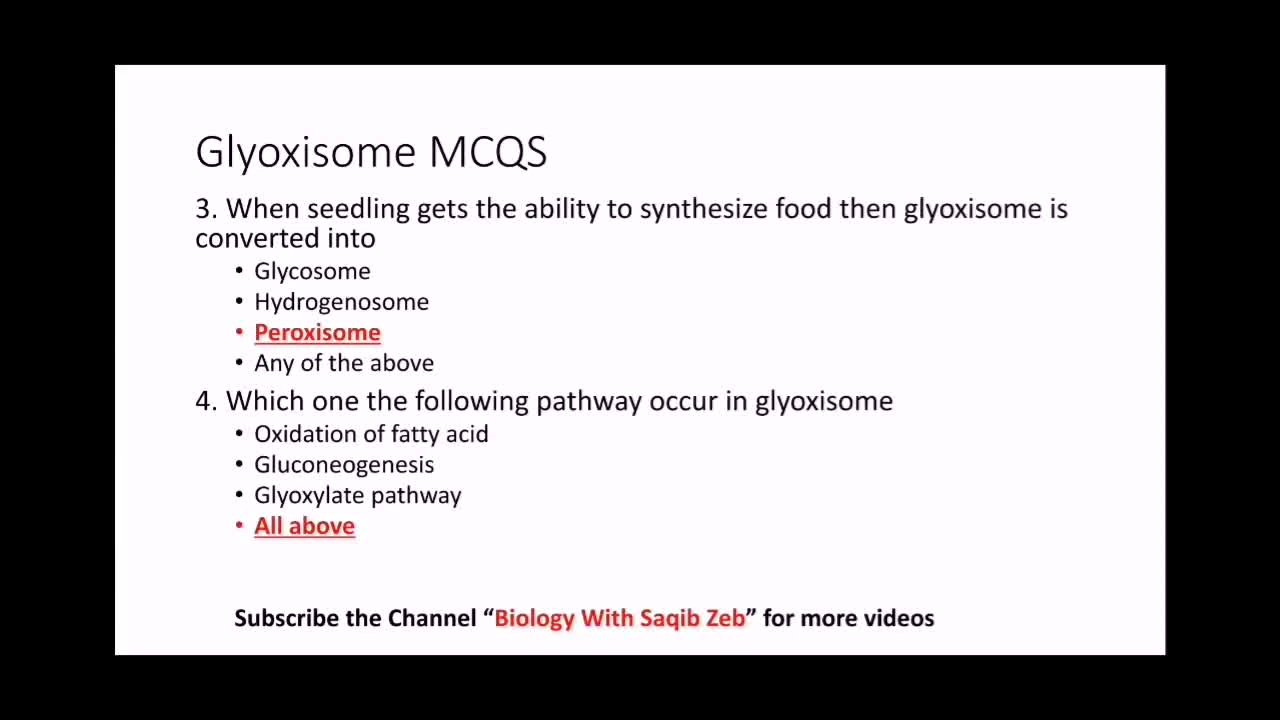 Glyoxisome MCQS
3. When seedling gets the ability to synthesize food then glyoxisome is
converted into
• Glycosome
• Hydrogenosome
• Peroxisome
• Any of the above
4. Which one the following pathway occur in glyoxisome
• Oxidation of fatty acid
• Gluconeogenesis
• Glyoxylate pathway
• All above
Subscribe the Channel “Biology With Saqib Zeb” for more videos